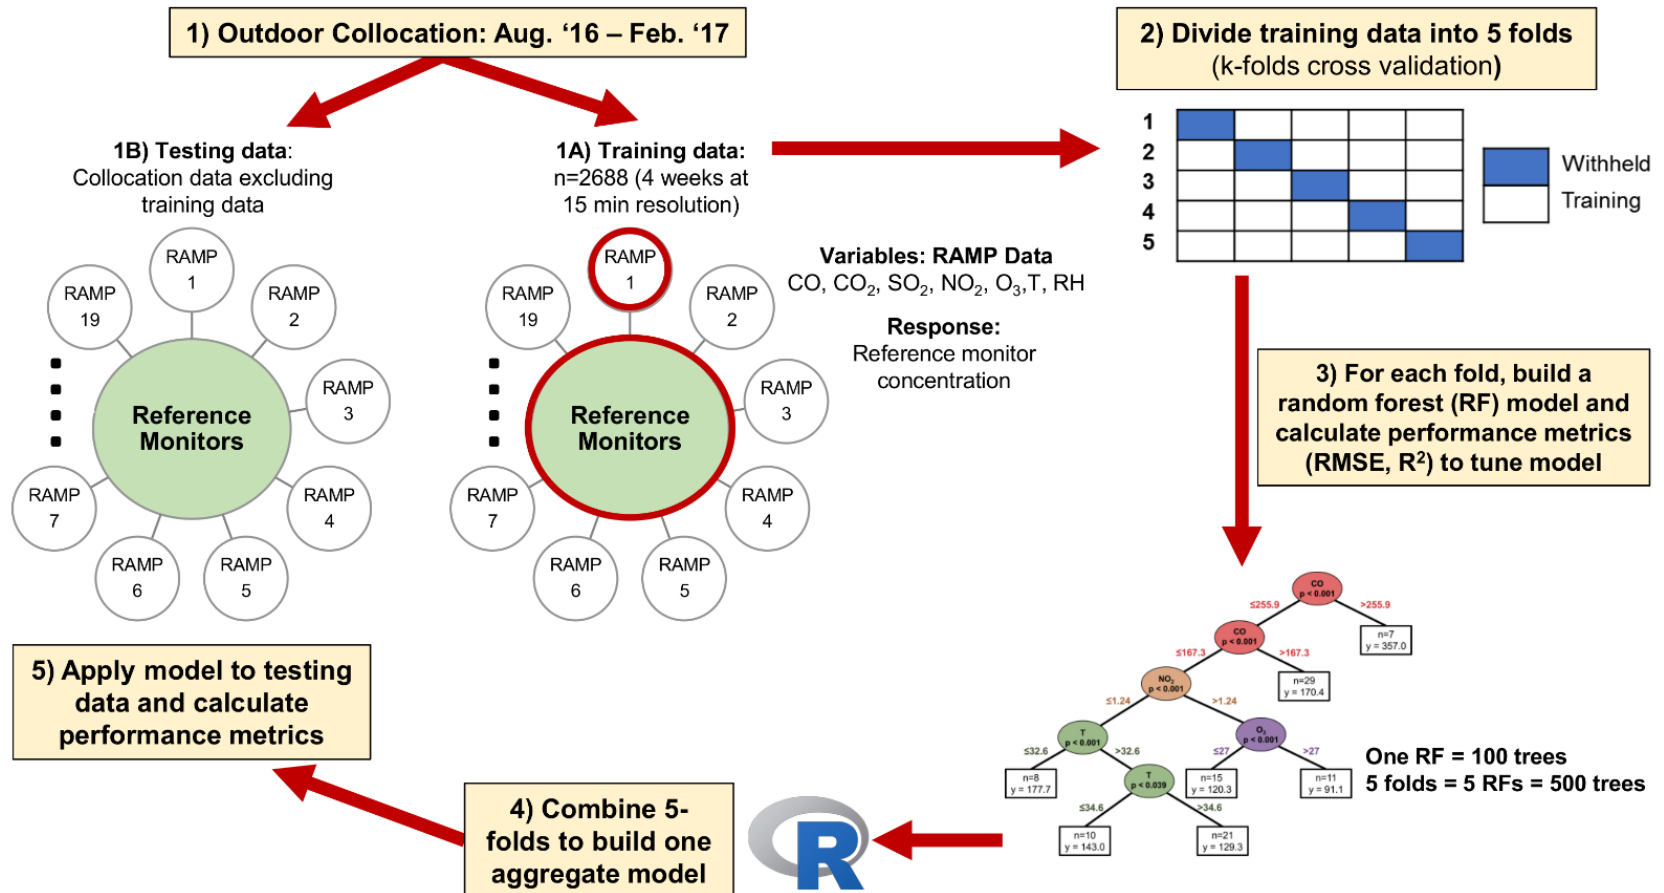 1) Outdoor Collocation: Aug. ‘16 – Feb. ‘17
1B) Testing data:
Collocation data excluding
training data
RAMP
1
RAMP
2
RAMP
3
RAMP
4
RAMP
5
RAMP
6
RAMP
7
RAMP
19
Reference
Monitors
1A) Training data:
n=2688 (4 weeks at
15 min resolution)
RAMP
1
RAMP
2
RAMP
3
RAMP
4
RAMP
5
RAMP
6
RAMP
7
RAMP
19
Reference
Monitors
Variables: RAMP Data
CO, CO₂, SO₂, NO₂, O₃,T, RH
Response:
Reference monitor
concentration
2) Divide training data into 5 folds
(k-folds cross validation)
1
2
3
4
5
Withheld
Training
3) For each fold, build a
random forest (RF) model and
calculate performance metrics
(RMSE, R²) to tune model
CO
p < 0.001
≤255.9
>255.9
n=7
y = 357.0
CO
p < 0.001
≤167.3
>167.3
n=29
y = 170.4
NO₂
p < 0.001
≤1.24
>1.24
T
p < 0.001
≤32.6
>32.6
O₃
p < 0.001
≤27
>27
n=8
y = 177.7
T
p < 0.039
n=15
y = 120.3
n=11
y = 91.1
≤34.6
>34.6
n=10
y = 143.0
n=21
y = 129.3
One RF = 100 trees
5 folds = 5 RFs = 500 trees
R
4) Combine 5-
folds to build one
aggregate model
5) Apply model to testing
data and calculate
performance metrics